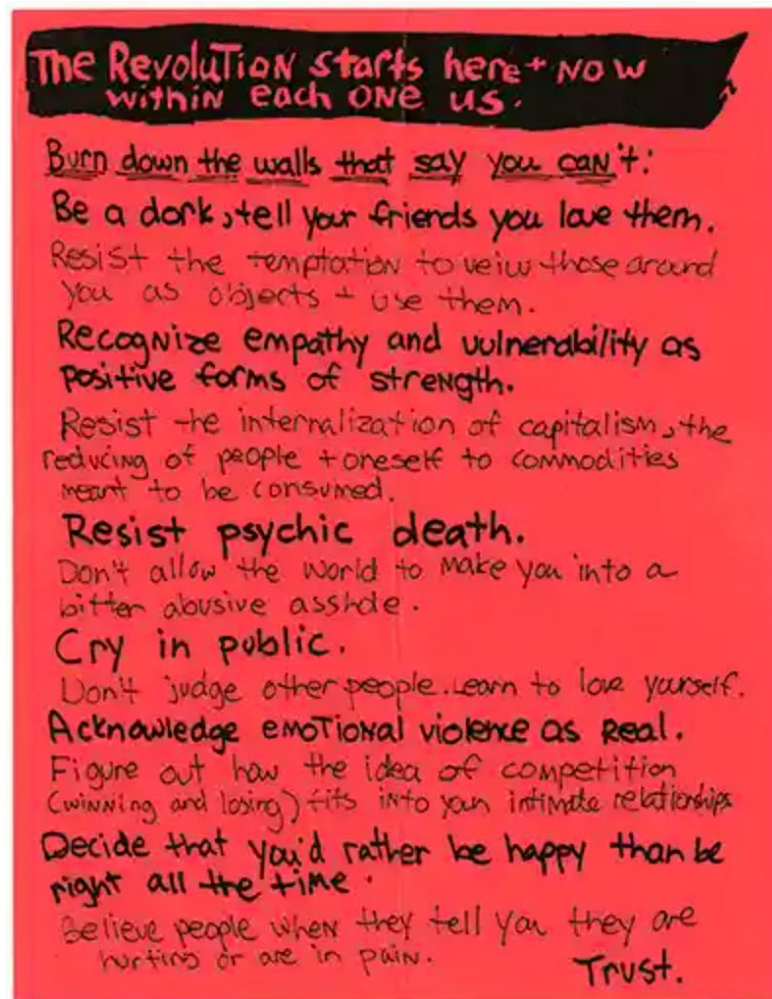 The Revolution starts here + NOW
within each one us.
Burn down the walls that say you can't:
Be a dork, tell your friends you love them.
Resist the temptation to veiw those around
you as objects + use them.
Recognize empathy and vulnerability as
positive forms of strength.
Resist the internalization of capitalism, the
reducing of people + oneself to commodities
meant to be consumed.
Resist psychic death.
Don't allow the world to make you into a
bitter abusive asshole.
Cry in public.
Don't judge other people. Learn to love yourself.
Acknowledge emotional violence as real.
Figure out how the idea of competition
(winning and losing) fits into your intimate relationships
Decide that you'd rather be happy than be
right all the time.
Believe people when they tell you they are
hurting or are in pain.
Trust.